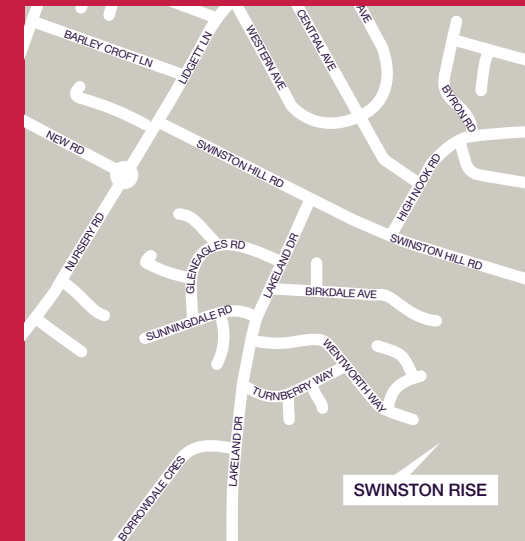 AVE
BARLEY CROFT LN
LIDGETT LN
WESTERN AVE
CENTRAL AVE
BYRON RD
NEW RD
SWINSTON HILL RD
HIGH NOOK RD
NURSERY RD
GLENEAGLES RD
LAKELAND DR
SWINSTON HILL RD
BIRKDALE AVE
SUNNINGDALE RD
WENTWORTH WAY
TURNBERRY WAY
LAKELAND DR
BORROWDALE CRES
SWINSTON RISE